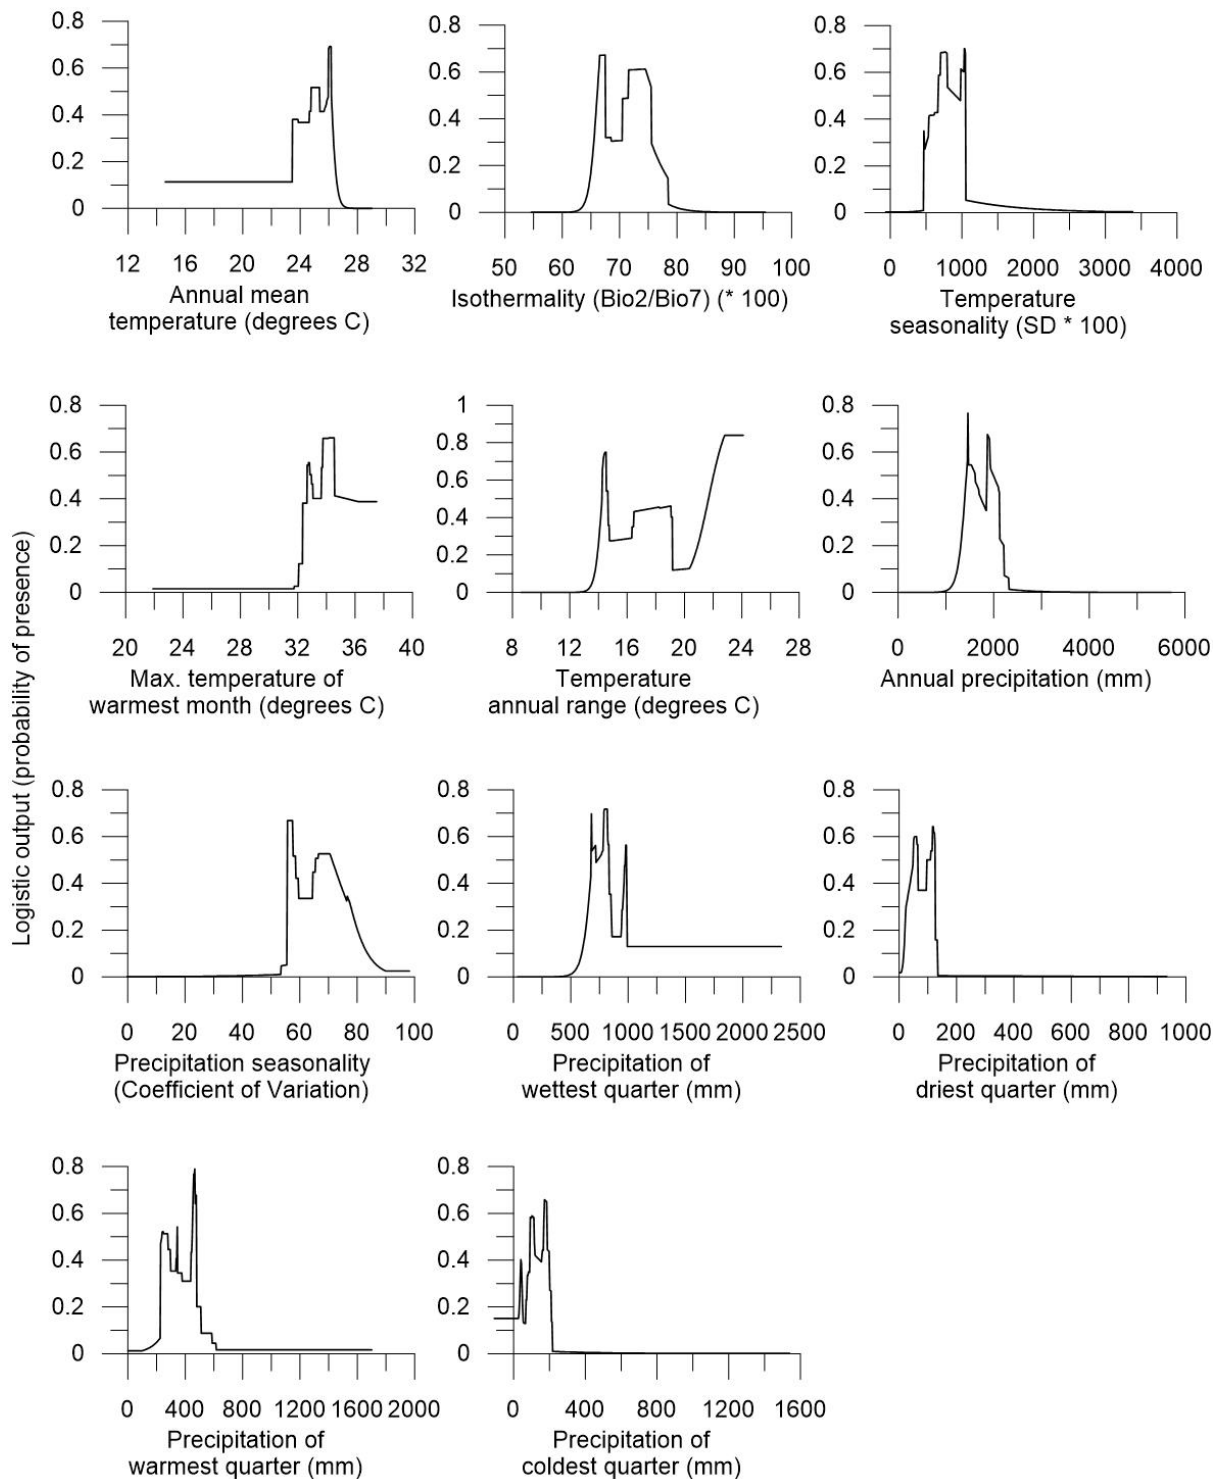 Logistic output (probability of presence)
0.8
0.6
0.4
0.2
0
12 16 20 24 28 32
Annual mean
temperature (degrees C)
0.8
0.6
0.4
0.2
0
50 60 70 80 90 100
Isothermality (Bio2/Bio7) (* 100)
0.8
0.6
0.4
0.2
0
0 1000 2000 3000 4000
Temperature
seasonality (SD * 100)
0.8
0.6
0.4
0.2
0
20 24 28 32 36 40
Max. temperature of
warmest month (degrees C)
1
0.8
0.6
0.4
0.2
0
8 12 16 20 24 28
Temperature
annual range (degrees C)
0.8
0.6
0.4
0.2
0
0 2000 4000 6000
Annual precipitation (mm)
0.8
0.6
0.4
0.2
0
0 20 40 60 80 100
Precipitation seasonality
(Coefficient of Variation)
0.8
0.6
0.4
0.2
0
0 500 1000 1500 2000 2500
Precipitation of
wettest quarter (mm)
0.8
0.6
0.4
0.2
0
0 200 400 600 800 1000
Precipitation of
driest quarter (mm)
0.8
0.6
0.4
0.2
0
0 400 800 1200 1600 2000
Precipitation of
warmest quarter (mm)
0.8
0.6
0.4
0.2
0
0 400 800 1200 1600
Precipitation of
coldest quarter (mm)